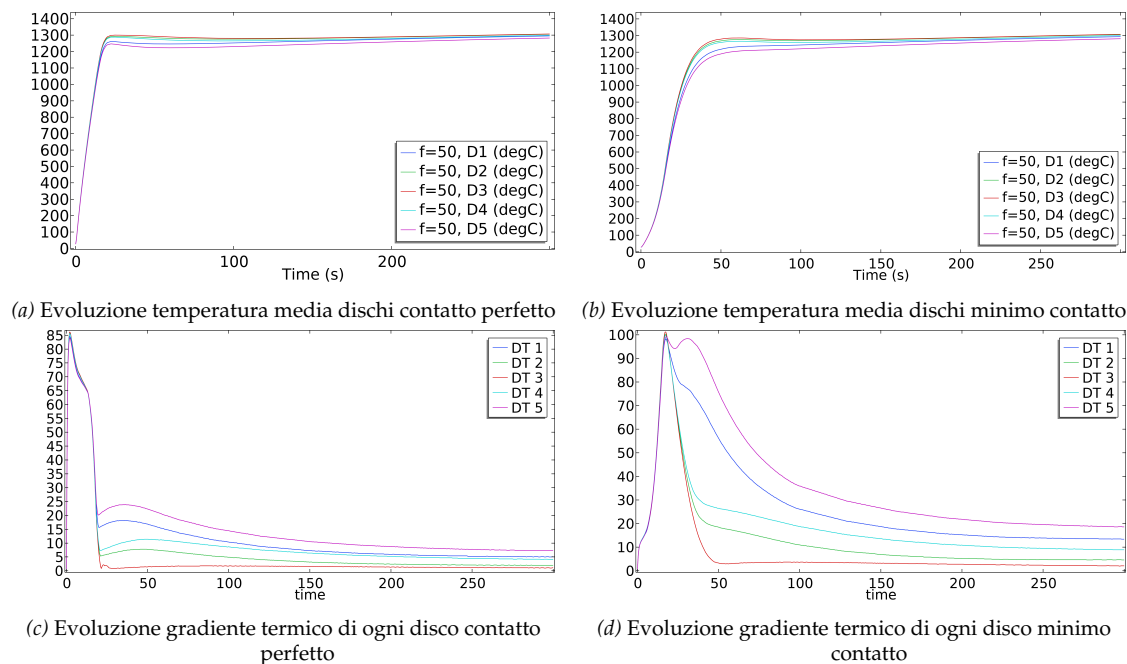 1400
1300
1200
1100
1000
900
800
700
600
500
400
300
200
100
0
0
100
200
Time (s)
f=50, D1 (degC)
f=50, D2 (degC)
f=50, D3 (degC)
f=50, D4 (degC)
f=50, D5 (degC)
(a) Evoluzione temperatura media dischi contatto perfetto
1400
1300
1200
1100
1000
900
800
700
600
500
400
300
200
100
0
0
50
100
150
200
250
Time (s)
f=50, D1 (degC)
f=50, D2 (degC)
f=50, D3 (degC)
f=50, D4 (degC)
f=50, D5 (degC)
(b) Evoluzione temperatura media dischi minimo contatto
85
80
75
70
65
60
55
50
45
40
35
30
25
20
15
10
5
0
0
50
100
150
200
250
time
DT 1
DT 2
DT 3
DT 4
DT 5
(c) Evoluzione gradiente termico di ogni disco contatto
perfetto
100
90
80
70
60
50
40
30
20
10
0
0
50
100
150
200
250
time
DT 1
DT 2
DT 3
DT 4
DT 5
(d) Evoluzione gradiente termico di ogni disco minimo
contatto